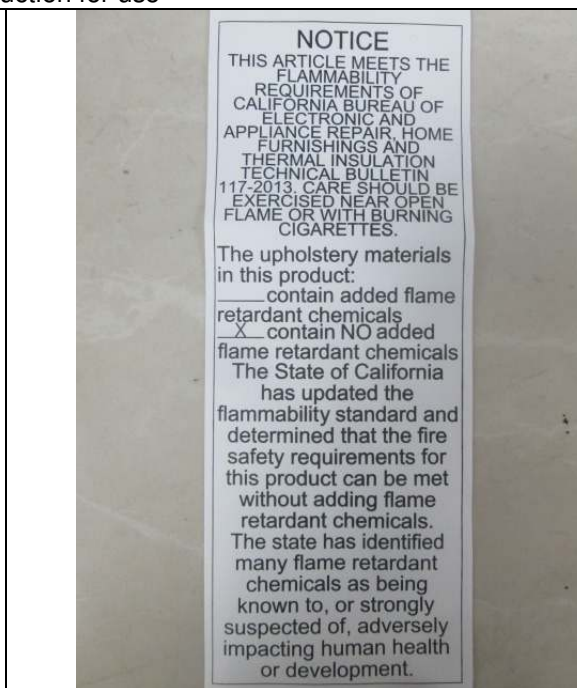 uction for use
NOTICE
THIS ARTICLE MEETS THE
FLAMMABILITY
REQUIREMENTS OF
CALIFORNIA BUREAU OF
ELECTRONIC AND
APPLIANCE REPAIR, HOME
FURNISHINGS AND
THERMAL INSULATION
TECHNICAL BULLETIN
117-2013. CARE SHOULD BE
EXERCISED NEAR OPEN
FLAME OR WITH BURNING
CIGARETTES.
The upholstery materials
in this product:
____contain added flame
retardant chemicals
__X__contain NO added
flame retardant chemicals
The State of California
has updated the
flammability standard and
determined that the fire
safety requirements for
this product can be met
without adding flame
retardant chemicals.
The state has identified
many flame retardant
chemicals as being
known to, or strongly
suspected of, adversely
impacting human health
or development.